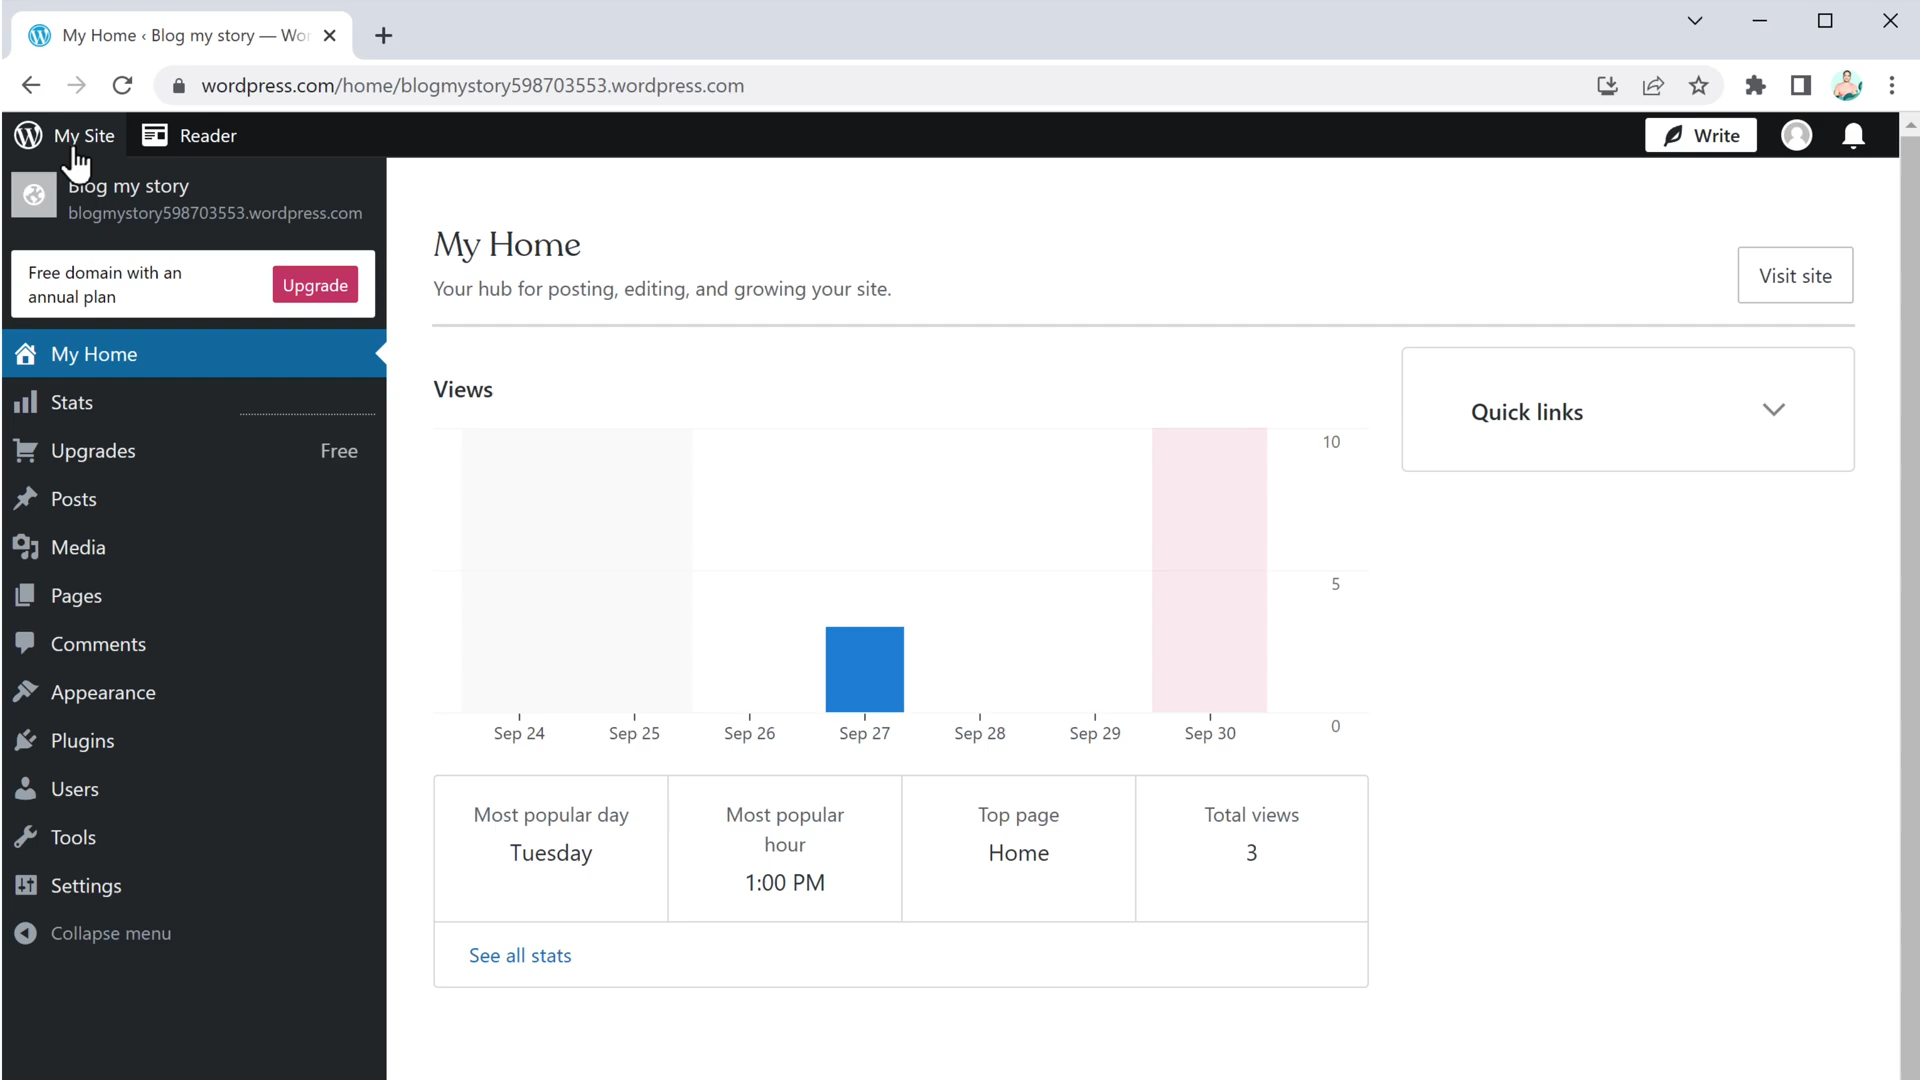 My Home ‹ Blog my story — Wor
wordpress.com/home/blogmystory598703553.wordpress.com
My Site
Reader
Write
Blog my story
blogmystory598703553.wordpress.com
Free domain with an
annual plan
Upgrade
My Home
Stats
Upgrades
Free
Posts
Media
Pages
Comments
Appearance
Plugins
Users
Tools
Settings
Collapse menu
My Home
Your hub for posting, editing, and growing your site.
Visit site
Views
Quick links
10
5
0
Sep 24
Sep 25
Sep 26
Sep 27
Sep 28
Sep 29
Sep 30
Most popular day
Tuesday
Most popular
hour
1:00 PM
Top page
Home
Total views
3
See all stats